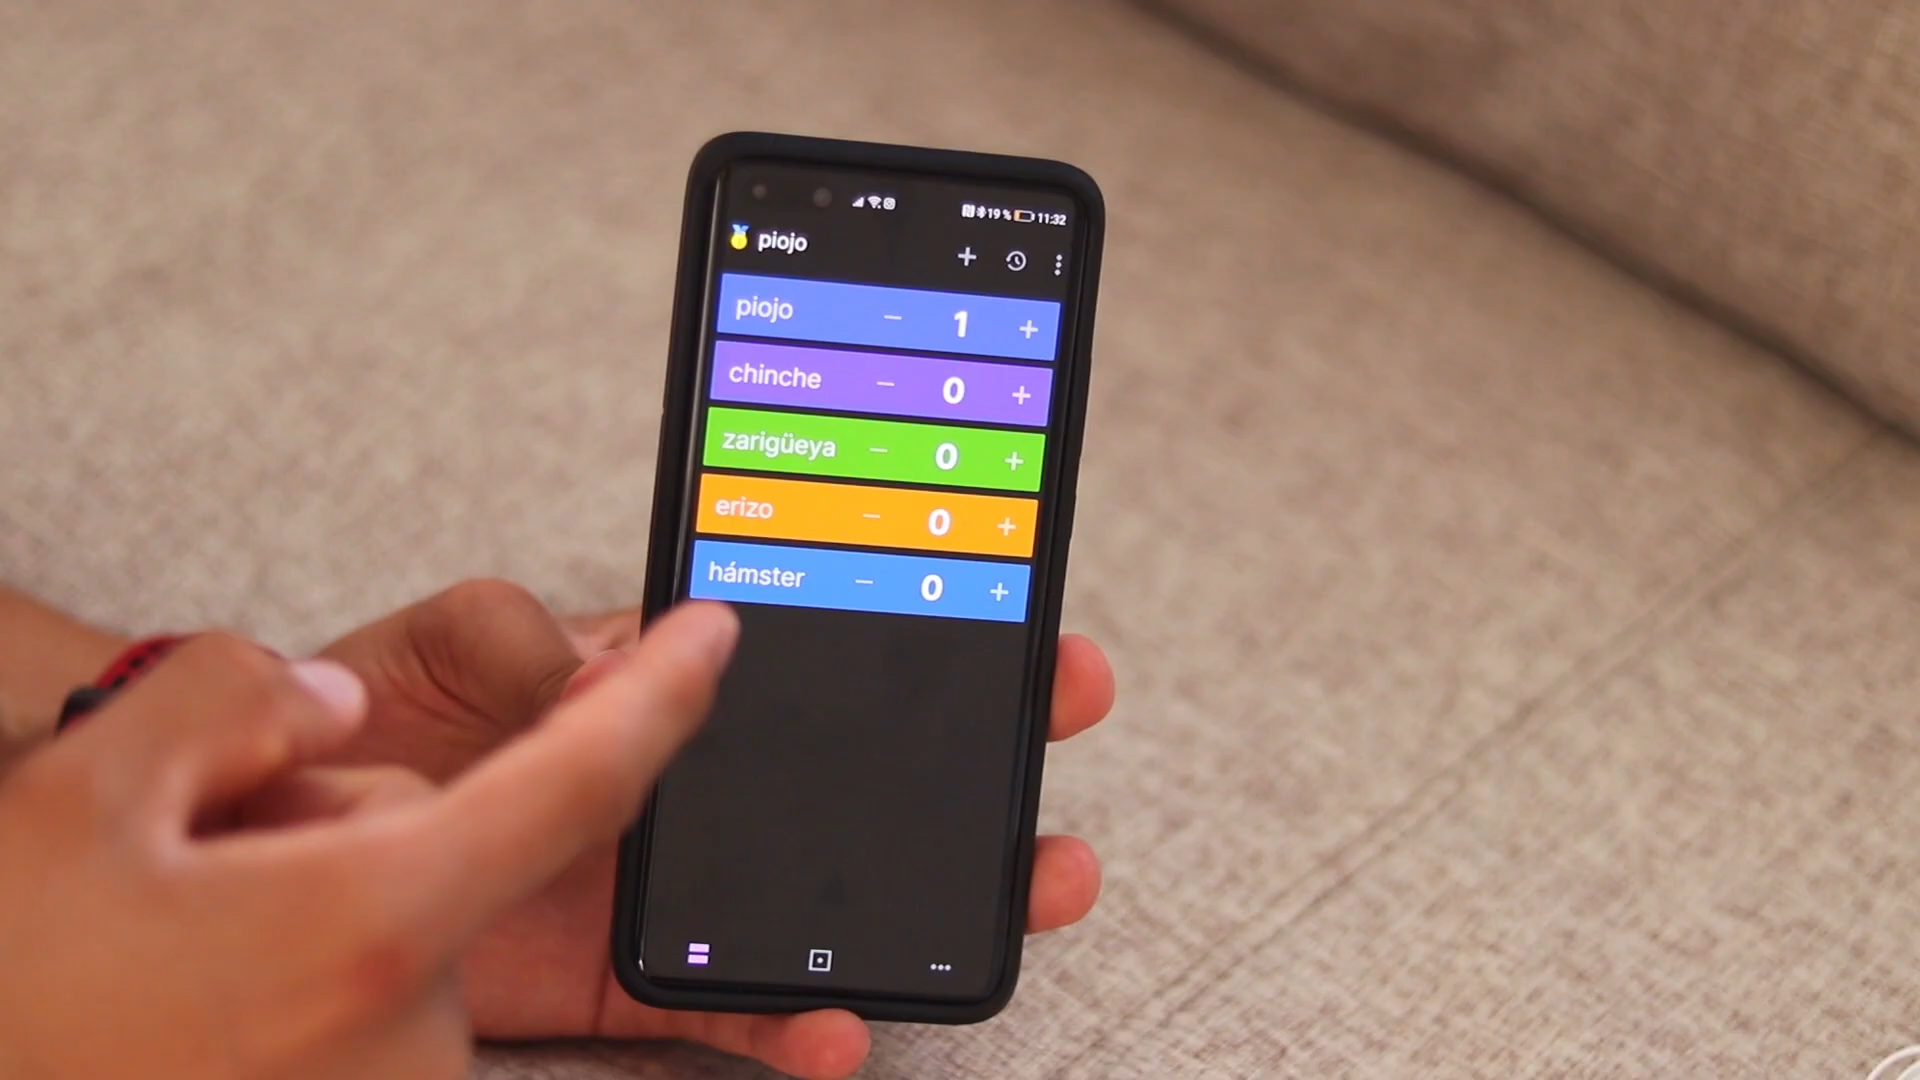 19 % 11:32
piojo
piojo − 1 +
chinche − 0 +
zarigüeya − 0 +
erizo − 0 +
hámster − 0 +